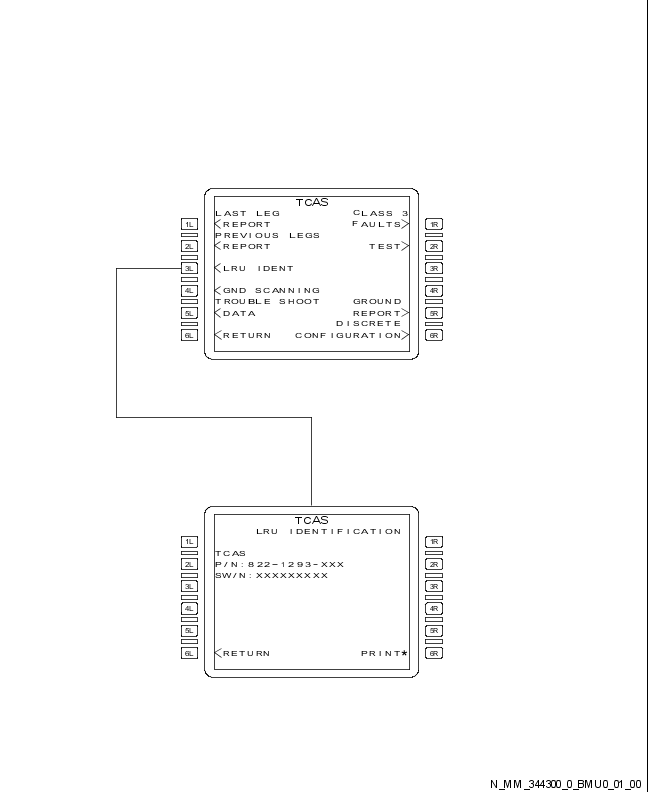 TCAS
LAST LEG CLASS 3
1L <REPORT FAULTS> 1R
PREVIOUS LEGS
2L <REPORT TEST> 2R
3L <LRU IDENT 3R
4L <GND SCANNING 4R
TROUBLE SHOOT GROUND
5L <DATA REPORT> 5R
DISCRETE
6L <RETURN CONFIGURATION> 6R
TCAS
LRU IDENTIFICATION
1L 1R
TCAS
2L P/N:822-1293-XXX 2R
SW/N:XXXXXXXXX
3L 3R
4L 4R
5L 5R
6L <RETURN PRINT* 6R
N_MM_344300_0_BMU0_01_00